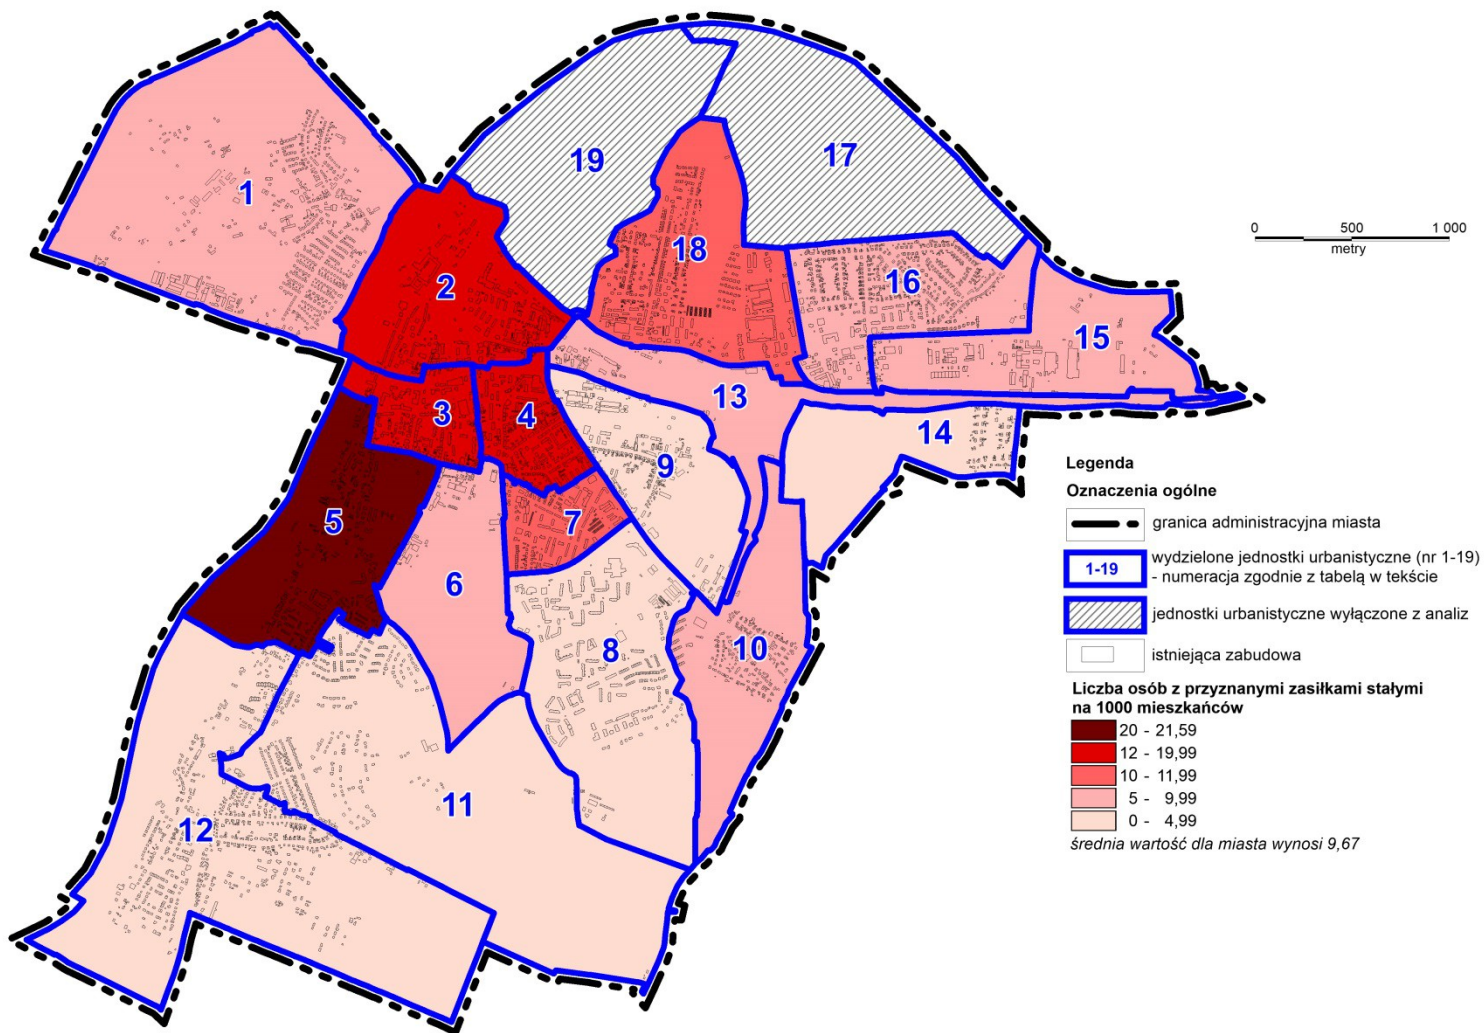 19
17
1
18
2
16
15
13
3
4
14
9
5
7
6
8
10
11
12
0 500 1 000
metry
Legenda
Oznaczenia ogólne
granica administracyjna miasta
1-19
wydzielone jednostki urbanistyczne (nr 1-19)
- numeracja zgodnie z tabelą w tekście
jednostki urbanistyczne wyłączone z analiz
istniejąca zabudowa
Liczba osób z przyznanymi zasiłkami stałymi
na 1000 mieszkańców
20 - 21,59
12 - 19,99
10 - 11,99
5 - 9,99
0 - 4,99
średnia wartość dla miasta wynosi 9,67